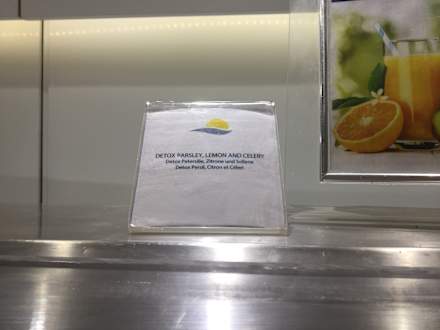 DETOX PARSLEY, LEMON AND CELERY
Detox Petersilie, Zitrone und Sellerie
Detox Persil, Citron et Céleri